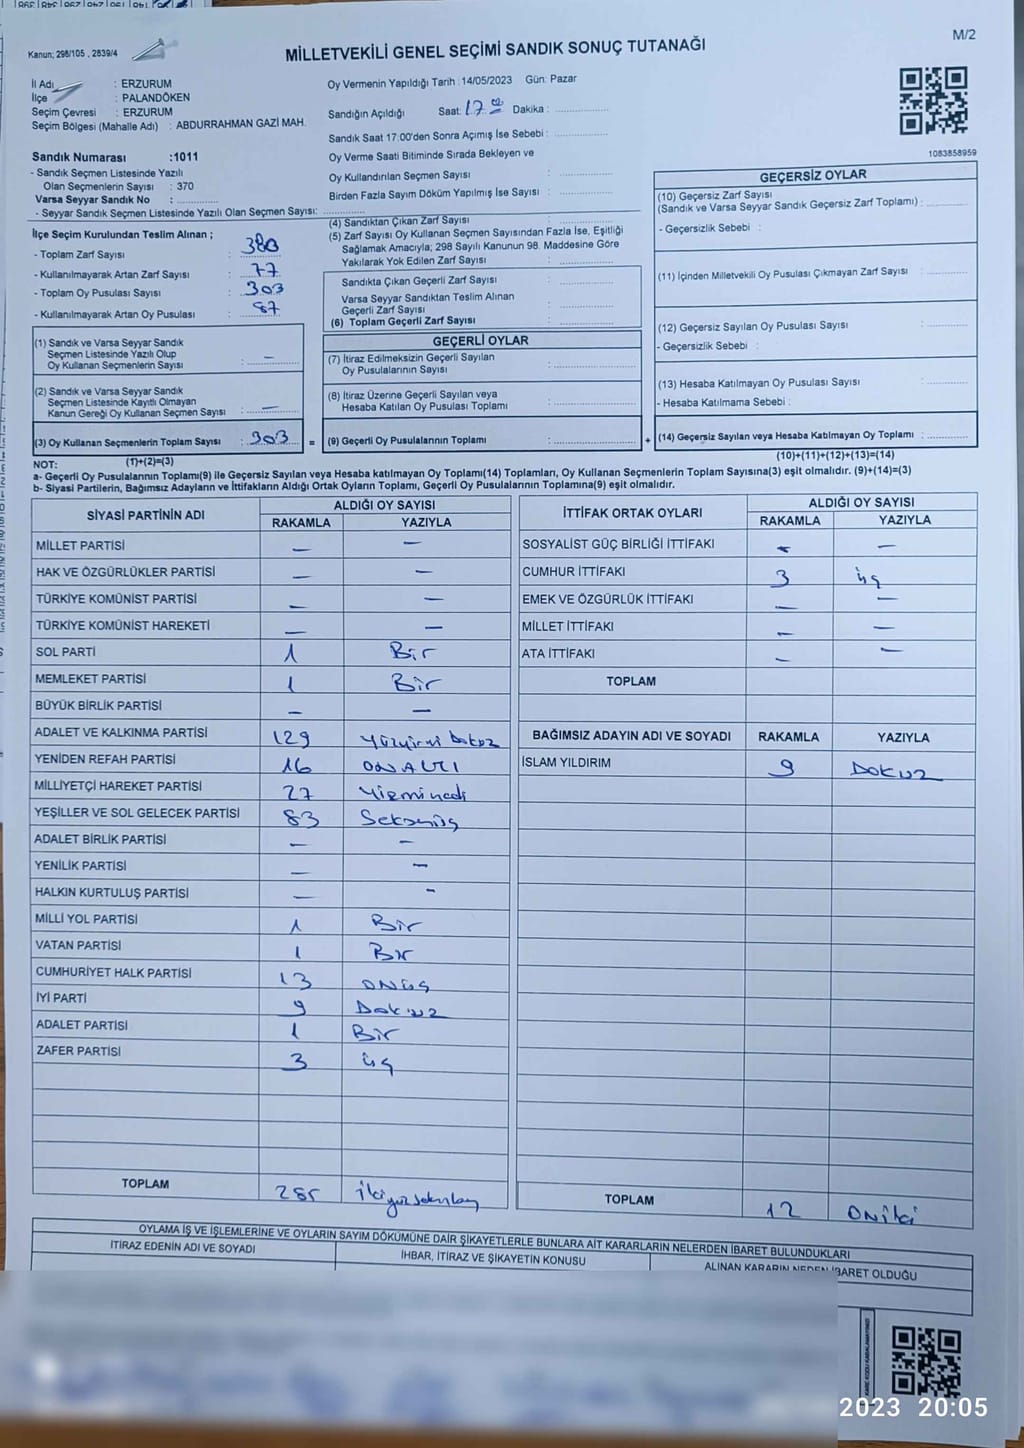 Kanun; 298/105 , 2839/4
MİLLETVEKİLİ GENEL SEÇİMİ SANDIK SONUÇ TUTANAĞI
M/2
İl Adı : ERZURUM
İlçe : PALANDÖKEN
Seçim Çevresi : ERZURUM
Seçim Bölgesi (Mahalle Adı) : ABDURRAHMAN GAZİ MAH.
Sandık Numarası :1011
- Sandık Seçmen Listesinde Yazılı
Olan Seçmenlerin Sayısı : 370
Varsa Seyyar Sandık No :
- Seyyar Sandık Seçmen Listesinde Yazılı Olan Seçmen Sayısı:
İlçe Seçim Kurulundan Teslim Alınan ;
- Toplam Zarf Sayısı : 380
- Kullanılmayarak Artan Zarf Sayısı : 77
- Toplam Oy Pusulası Sayısı : 303
- Kullanılmayarak Artan Oy Pusulası : 87
(1) Sandık ve Varsa Seyyar Sandık
Seçmen Listesinde Yazılı Olup
Oy Kullanan Seçmenlerin Sayısı : –
(2) Sandık ve Varsa Seyyar Sandık
Seçmen Listesinde Kayıtlı Olmayan
Kanun Gereği Oy Kullanan Seçmen Sayısı : –
(3) Oy Kullanan Seçmenlerin Toplam Sayısı : 303 =
(1)+(2)=(3)
Oy Vermenin Yapıldığı Tarih :14/05/2023 Gün: Pazar
Sandığın Açıldığı Saat: 17.00 Dakika :
Sandık Saat 17:00'den Sonra Açımış İse Sebebi :
Oy Verme Saati Bitiminde Sırada Bekleyen ve
Oy Kullandırılan Seçmen Sayısı :
Birden Fazla Sayım Döküm Yapılmış İse Sayısı :
(4) Sandıktan Çıkan Zarf Sayısı :
(5) Zarf Sayısı Oy Kullanan Seçmen Sayısından Fazla İse, Eşitliği
Sağlamak Amacıyla; 298 Sayılı Kanunun 98. Maddesine Göre
Yakılarak Yok Edilen Zarf Sayısı :
Sandıkta Çıkan Geçerli Zarf Sayısı :
Varsa Seyyar Sandıktan Teslim Alınan
Geçerli Zarf Sayısı :
(6) Toplam Geçerli Zarf Sayısı :
GEÇERLİ OYLAR
(7) İtiraz Edilmeksizin Geçerli Sayılan
Oy Pusulalarının Sayısı :
(8) İtiraz Üzerine Geçerli Sayılan veya
Hesaba Katılan Oy Pusulası Toplamı :
(9) Geçerli Oy Pusulalarının Toplamı : +
1083858959
GEÇERSİZ OYLAR
(10) Geçersiz Zarf Sayısı
(Sandık ve Varsa Seyyar Sandık Geçersiz Zarf Toplamı) :
- Geçersizlik Sebebi :
(11) İçinden Milletvekili Oy Pusulası Çıkmayan Zarf Sayısı :
(12) Geçersiz Sayılan Oy Pusulası Sayısı :
- Geçersizlik Sebebi :
(13) Hesaba Katılmayan Oy Pusulası Sayısı :
- Hesaba Katılmama Sebebi :
(14) Geçersiz Sayılan veya Hesaba Katılmayan Oy Toplamı :
(10)+(11)+(12)+(13)=(14)
NOT:
a- Geçerli Oy Pusulalarının Toplamı(9) ile Geçersiz Sayılan veya Hesaba katılmayan Oy Toplamı(14) Toplamları, Oy Kullanan Seçmenlerin Toplam Sayısına(3) eşit olmalıdır. (9)+(14)=(3)
b- Siyasi Partilerin, Bağımsız Adayların ve İttifakların Aldığı Ortak Oyların Toplamı, Geçerli Oy Pusulalarının Toplamına(9) eşit olmalıdır.
SİYASİ PARTİNİN ADI ALDIĞI OY SAYISI
RAKAMLA YAZIYLA
MİLLET PARTİSİ – –
HAK VE ÖZGÜRLÜKLER PARTİSİ – –
TÜRKİYE KOMÜNİST PARTİSİ – –
TÜRKİYE KOMÜNİST HAREKETİ – –
SOL PARTİ 1 Bir
MEMLEKET PARTİSİ 1 Bir
BÜYÜK BİRLİK PARTİSİ – –
ADALET VE KALKINMA PARTİSİ 129 Yüzyirmi dokuz
YENİDEN REFAH PARTİSİ 16 ONALTI
MİLLİYETÇİ HAREKET PARTİSİ 27 Yirmiyedi
YEŞİLLER VE SOL GELECEK PARTİSİ 83 Seksenüç
ADALET BİRLİK PARTİSİ – –
YENİLİK PARTİSİ – –
HALKIN KURTULUŞ PARTİSİ – –
MİLLİ YOL PARTİSİ 1 Bir
VATAN PARTİSİ 1 Bir
CUMHURİYET HALK PARTİSİ 13 ONüç
İYİ PARTİ 9 Dokuz
ADALET PARTİSİ 1 Bir
ZAFER PARTİSİ 3 üç
TOPLAM 285 İkiyüzseksenbeş
İTTİFAK ORTAK OYLARI ALDIĞI OY SAYISI
RAKAMLA YAZIYLA
SOSYALİST GÜÇ BİRLİĞİ İTTİFAKI – –
CUMHUR İTTİFAKI 3 üç
EMEK VE ÖZGÜRLÜK İTTİFAKI – –
MİLLET İTTİFAKI – –
ATA İTTİFAKI – –
TOPLAM
BAĞIMSIZ ADAYIN ADI VE SOYADI RAKAMLA YAZIYLA
İSLAM YILDIRIM 9 Dokuz
TOPLAM 12 ONİki
OYLAMA İŞ VE İŞLEMLERİNE VE OYLARIN SAYIM DÖKÜMÜNE DAİR ŞİKAYETLERLE BUNLARA AİT KARARLARIN NELERDEN İBARET BULUNDUKLARI
İTİRAZ EDENİN ADI VE SOYADI İHBAR, İTİRAZ VE ŞİKAYETİN KONUSU ALINAN KARARIN NEDEN İBARET OLDUĞU
2023 20:05